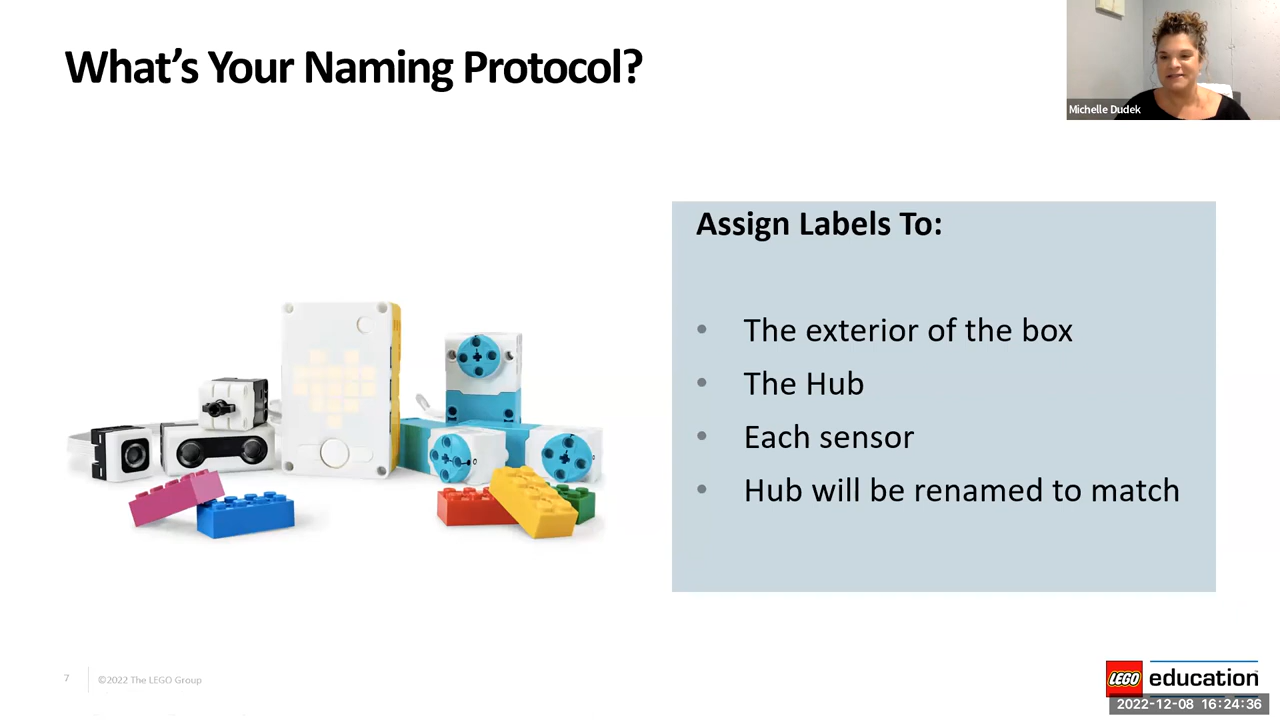 What's Your Naming Protocol?
Michelle Dudek
Assign Labels To:
• The exterior of the box
• The Hub
• Each sensor
• Hub will be renamed to match
7
©2022 The LEGO Group
LEGO education
2022-12-08 16:24:36